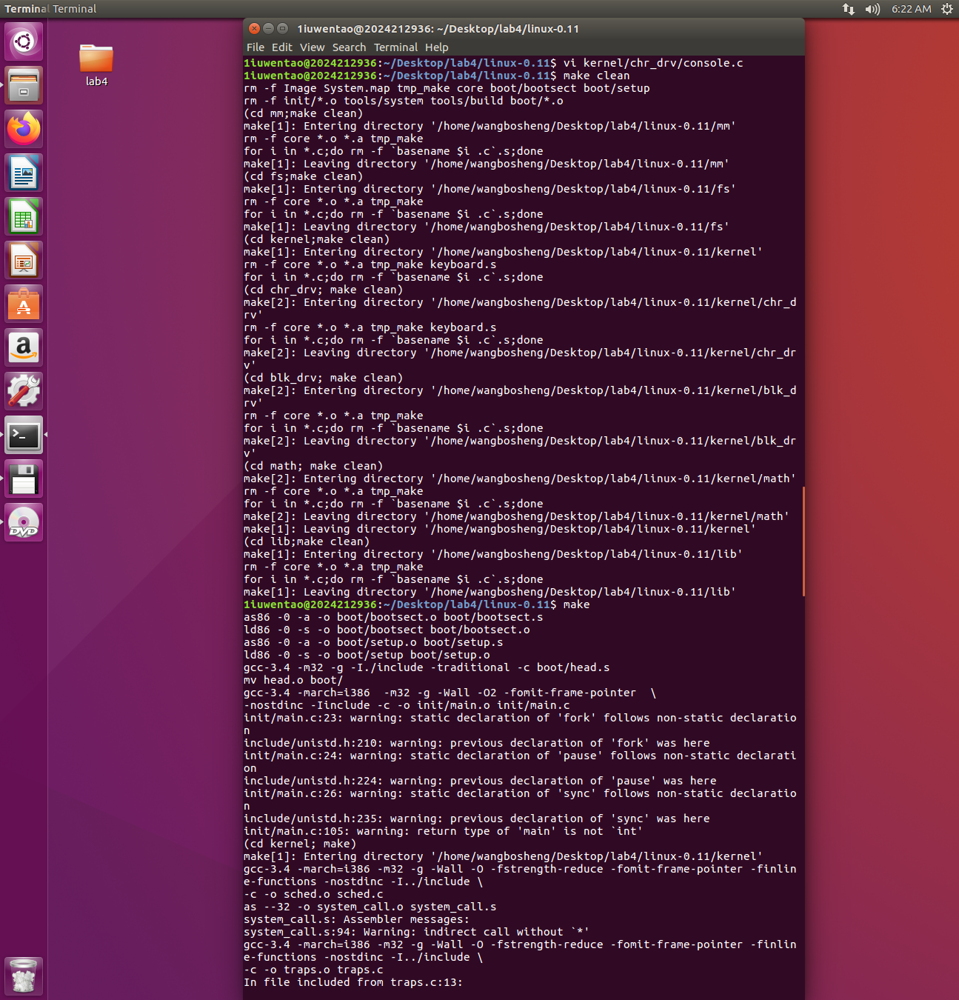 Terminal Terminal
6:22 AM
lab4
1iuwentao@2024212936: ~/Desktop/lab4/linux-0.11
File Edit View Search Terminal Help
1iuwentao@2024212936:~/Desktop/lab4/linux-0.11$ vi kernel/chr_drv/console.c
1iuwentao@2024212936:~/Desktop/lab4/linux-0.11$ make clean
rm -f Image System.map tmp_make core boot/bootsect boot/setup
rm -f init/*.o tools/system tools/build boot/*.o
(cd mm;make clean)
make[1]: Entering directory '/home/wangbosheng/Desktop/lab4/linux-0.11/mm'
rm -f core *.o *.a tmp_make
for i in *.c;do rm -f `basename $i .c`.s;done
make[1]: Leaving directory '/home/wangbosheng/Desktop/lab4/linux-0.11/mm'
(cd fs;make clean)
make[1]: Entering directory '/home/wangbosheng/Desktop/lab4/linux-0.11/fs'
rm -f core *.o *.a tmp_make
for i in *.c;do rm -f `basename $i .c`.s;done
make[1]: Leaving directory '/home/wangbosheng/Desktop/lab4/linux-0.11/fs'
(cd kernel;make clean)
make[1]: Entering directory '/home/wangbosheng/Desktop/lab4/linux-0.11/kernel'
rm -f core *.o *.a tmp_make keyboard.s
for i in *.c;do rm -f `basename $i .c`.s;done
(cd chr_drv; make clean)
make[2]: Entering directory '/home/wangbosheng/Desktop/lab4/linux-0.11/kernel/chr_d
rv'
rm -f core *.o *.a tmp_make keyboard.s
for i in *.c;do rm -f `basename $i .c`.s;done
make[2]: Leaving directory '/home/wangbosheng/Desktop/lab4/linux-0.11/kernel/chr_dr
v'
(cd blk_drv; make clean)
make[2]: Entering directory '/home/wangbosheng/Desktop/lab4/linux-0.11/kernel/blk_d
rv'
rm -f core *.o *.a tmp_make
for i in *.c;do rm -f `basename $i .c`.s;done
make[2]: Leaving directory '/home/wangbosheng/Desktop/lab4/linux-0.11/kernel/blk_dr
v'
(cd math; make clean)
make[2]: Entering directory '/home/wangbosheng/Desktop/lab4/linux-0.11/kernel/math'
rm -f core *.o *.a tmp_make
for i in *.c;do rm -f `basename $i .c`.s;done
make[2]: Leaving directory '/home/wangbosheng/Desktop/lab4/linux-0.11/kernel/math'
make[1]: Leaving directory '/home/wangbosheng/Desktop/lab4/linux-0.11/kernel'
(cd lib;make clean)
make[1]: Entering directory '/home/wangbosheng/Desktop/lab4/linux-0.11/lib'
rm -f core *.o *.a tmp_make
for i in *.c;do rm -f `basename $i .c`.s;done
make[1]: Leaving directory '/home/wangbosheng/Desktop/lab4/linux-0.11/lib'
1iuwentao@2024212936:~/Desktop/lab4/linux-0.11$ make
as86 -0 -a -o boot/bootsect.o boot/bootsect.s
ld86 -0 -s -o boot/bootsect boot/bootsect.o
as86 -0 -a -o boot/setup.o boot/setup.s
ld86 -0 -s -o boot/setup boot/setup.o
gcc-3.4 -m32 -g -I./include -traditional -c boot/head.s
mv head.o boot/
gcc-3.4 -march=i386  -m32 -g -Wall -O2 -fomit-frame-pointer  \
-nostdinc -Iinclude -c -o init/main.o init/main.c
init/main.c:23: warning: static declaration of 'fork' follows non-static declaratio
n
include/unistd.h:210: warning: previous declaration of 'fork' was here
init/main.c:24: warning: static declaration of 'pause' follows non-static declarati
on
include/unistd.h:224: warning: previous declaration of 'pause' was here
init/main.c:26: warning: static declaration of 'sync' follows non-static declaratio
n
include/unistd.h:235: warning: previous declaration of 'sync' was here
init/main.c:105: warning: return type of 'main' is not `int'
(cd kernel; make)
make[1]: Entering directory '/home/wangbosheng/Desktop/lab4/linux-0.11/kernel'
gcc-3.4 -march=i386 -m32 -g -Wall -O -fstrength-reduce -fomit-frame-pointer -finlin
e-functions -nostdinc -I../include \
-c -o sched.o sched.c
as --32 -o system_call.o system_call.s
system_call.s: Assembler messages:
system_call.s:94: Warning: indirect call without `*'
gcc-3.4 -march=i386 -m32 -g -Wall -O -fstrength-reduce -fomit-frame-pointer -finlin
e-functions -nostdinc -I../include \
-c -o traps.o traps.c
In file included from traps.c:13:
DVD